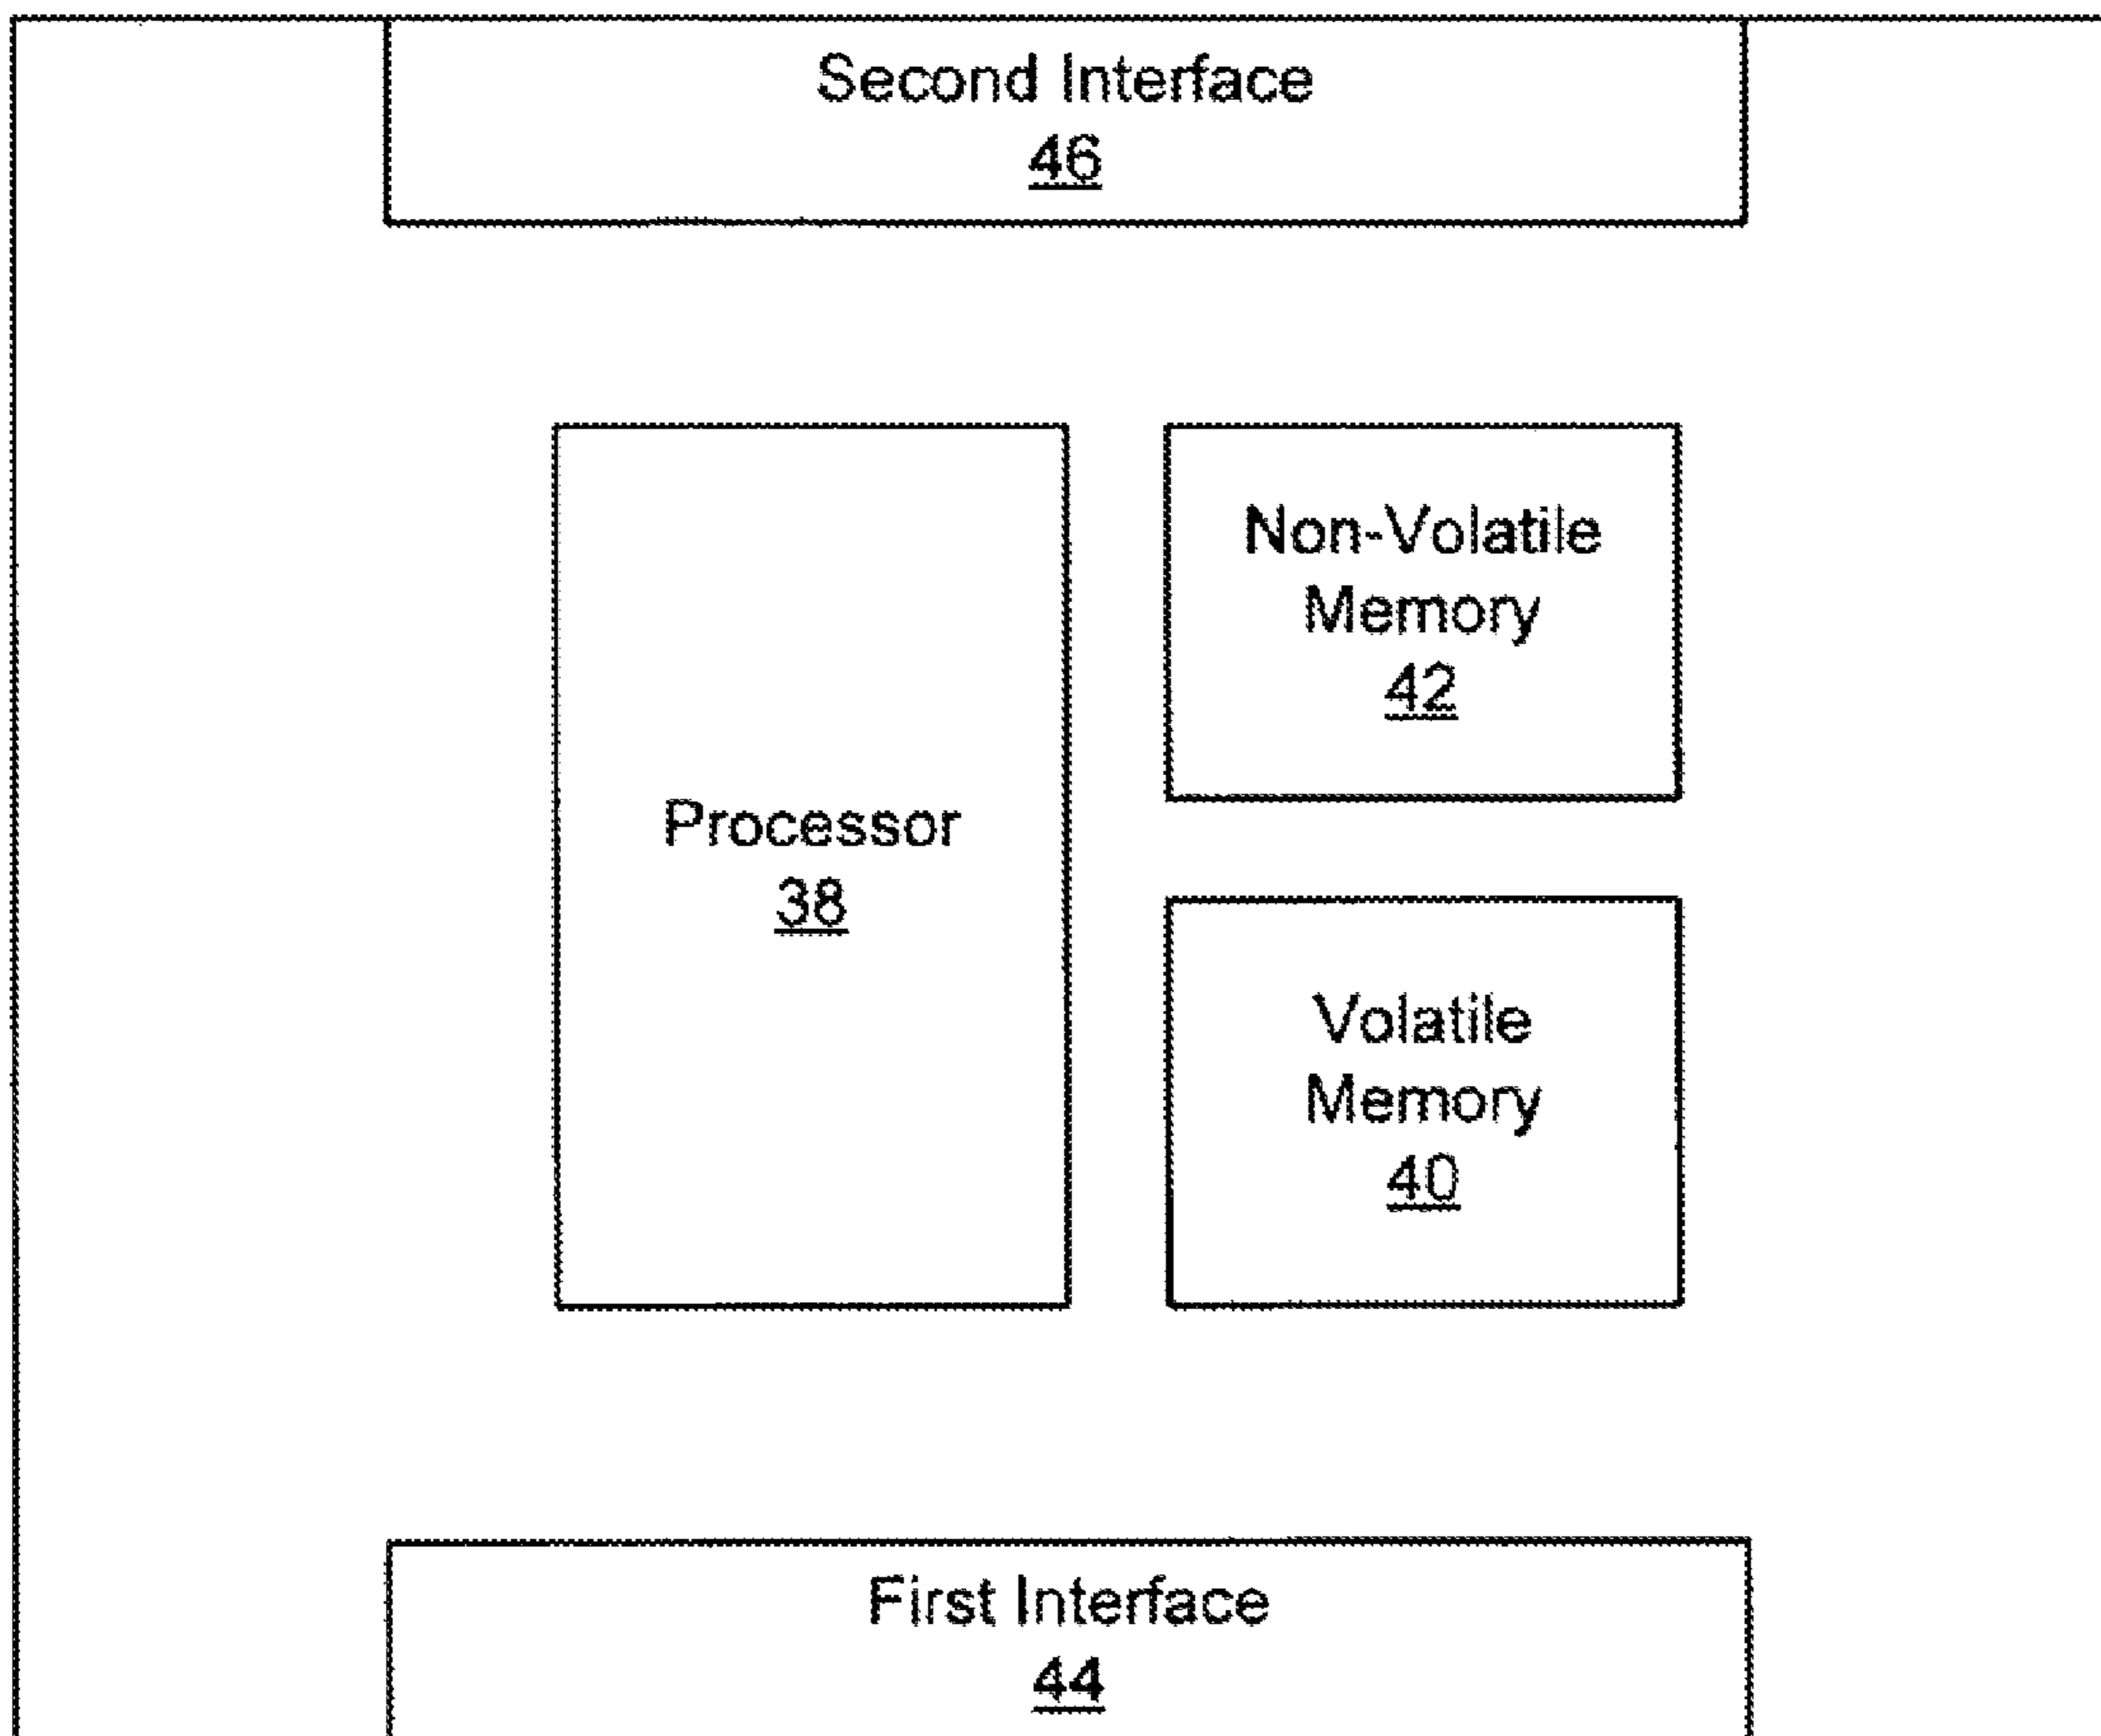 Second Interface
46
Non-Volatile
Memory
42
Processor
38
Volatile
Memory
40
First Interface
44